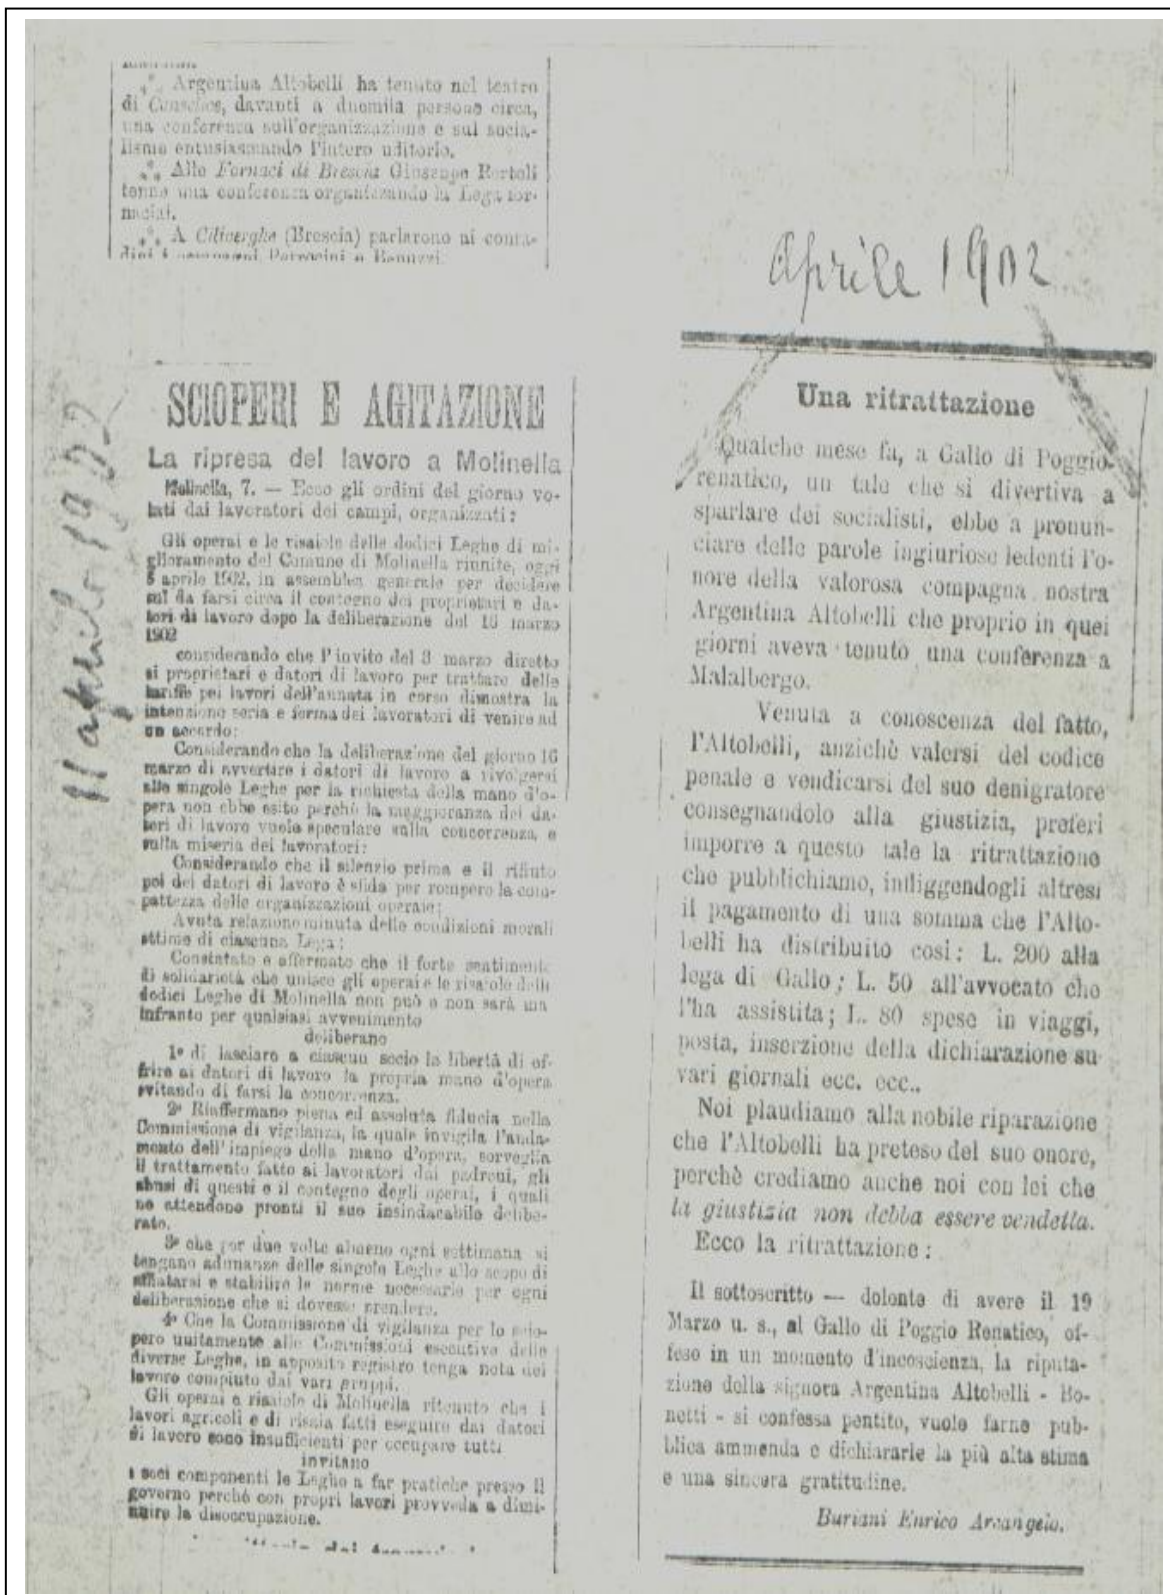 ⁂ Argentina Altobelli ha tenuto nel teatro
di Conselice, davanti a duemila persone circa,
una conferenza sull'organizzazione e sul socia-
lismo entusiasmando l'intero uditorio.
⁂ Alle Fornaci di Brescia Giuseppe Bertoli
tenne una conferenza organizzando la Lega for-
naciai.
⁂ A Ciliverghe (Brescia) parlarono ai conta-
dini i compagni
11 aprile 1902
SCIOPERI E AGITAZIONE
La ripresa del lavoro a Molinella
Molinella, 7. — Ecco gli ordini del giorno vo-
tati dai lavoratori dei campi, organizzati:
Gli operai e le risaiole delle dodici Leghe di mi-
glioramento del Comune di Molinella riunite, oggi
aprile 1902, in assemblea generale per decidere
sul da farsi circa il contegno dei proprietari e da-
tori di lavoro dopo la deliberazione del 16 marzo
1902
considerando che l'invito del 3 marzo diretto
ai proprietari e datori di lavoro per trattare delle
tariffe pei lavori dell'annata in corso dimostra la
intenzione seria e ferma dei lavoratori di venire ad
un accordo;
Considerando che la deliberazione del giorno 16
marzo di avvertire i datori di lavoro a rivolgersi
alle singole Leghe per la richiesta della mano d'o-
pera non ebbe esito perchè la maggioranza dei da-
tori di lavoro vuole speculare sulla concorrenza e
sulla miseria dei lavoratori:
Considerando che il silenzio prima e il rifiuto
poi dei datori di lavoro è sfida per rompere la com-
pattezza delle organizzazioni operaie;
Avuta relazione minuta delle condizioni morali
ottime di ciascuna Lega;
Constatato e affermato che il forte sentimento
di solidarietà che unisce gli operai e le risaiole delle
dodici Leghe di Molinella non può e non sarà mai
infranto per qualsiasi avvenimento
deliberano
1º di lasciare a ciascun socio la libertà di of-
frire ai datori di lavoro la propria mano d'opera
evitando di farsi la concorrenza.
2º Riaffermano piena ed assoluta fiducia nella
Commissione di vigilanza, la quale invigila l'anda-
mento dell'impiego della mano d'opera, sorveglia
il trattamento fatto ai lavoratori dai padroni, gli
abusi di questi e il contegno degli operai, i quali
ne attendono pronti il suo insindacabile delibe-
rato.
3º che per due volte almeno ogni settimana si
tengano adunanze delle singole Leghe allo scopo di
affiatarsi e stabilire le norme necessarie per ogni
deliberazione che si dovesse prendere.
4º Che la Commissione di vigilanza per lo scio-
pero unitamente alle Commissioni esecutive delle
diverse Leghe, in apposito registro tenga nota del
lavoro compiuto dai vari gruppi.
Gli operai e risaiole di Molinella ritenuto che i
lavori agricoli e di risaia fatti eseguire dai datori
di lavoro sono insufficienti per occupare tutti
invitano
i soci componenti le Leghe a far pratiche presso il
governo perchè con propri lavori provveda a dimi-
nuire la disoccupazione.
Aprile 1902
Una ritrattazione
Qualche mese fa, a Gallo di Poggio-
renatico, un tale che si divertiva a
sparlare dei socialisti, ebbe a pronun-
ciare delle parole ingiuriose ledenti l'o-
nore della valorosa compagna nostra
Argentina Altobelli che proprio in quei
giorni aveva tenuto una conferenza a
Malalbergo.
Venuta a conoscenza del fatto,
l'Altobelli, anzichè valersi del codice
penale e vendicarsi del suo denigratore
consegnandolo alla giustizia, preferì
imporre a questo tale la ritrattazione
che pubblichiamo, infliggendogli altresì
il pagamento di una somma che l'Alto-
belli ha distribuito così: L. 200 alla
lega di Gallo; L. 50 all'avvocato che
l'ha assistita; L. 80 spese in viaggi,
posta, inserzione della dichiarazione su
vari giornali ecc. ecc..
Noi plaudiamo alla nobile riparazione
che l'Altobelli ha preteso del suo onore,
perchè crediamo anche noi con lei che
la giustizia non debba essere vendetta.
Ecco la ritrattazione:
Il sottoscritto — dolente di avere il 19
Marzo u. s., al Gallo di Poggio Renatico, of-
feso in un momento d'incoscienza, la riputa-
zione della signora Argentina Altobelli - Bo-
netti - si confessa pentito, vuole farne pub-
blica ammenda e dichiararle la più alta stima
e una sincera gratitudine.
Buriani Enrico Arcangelo.